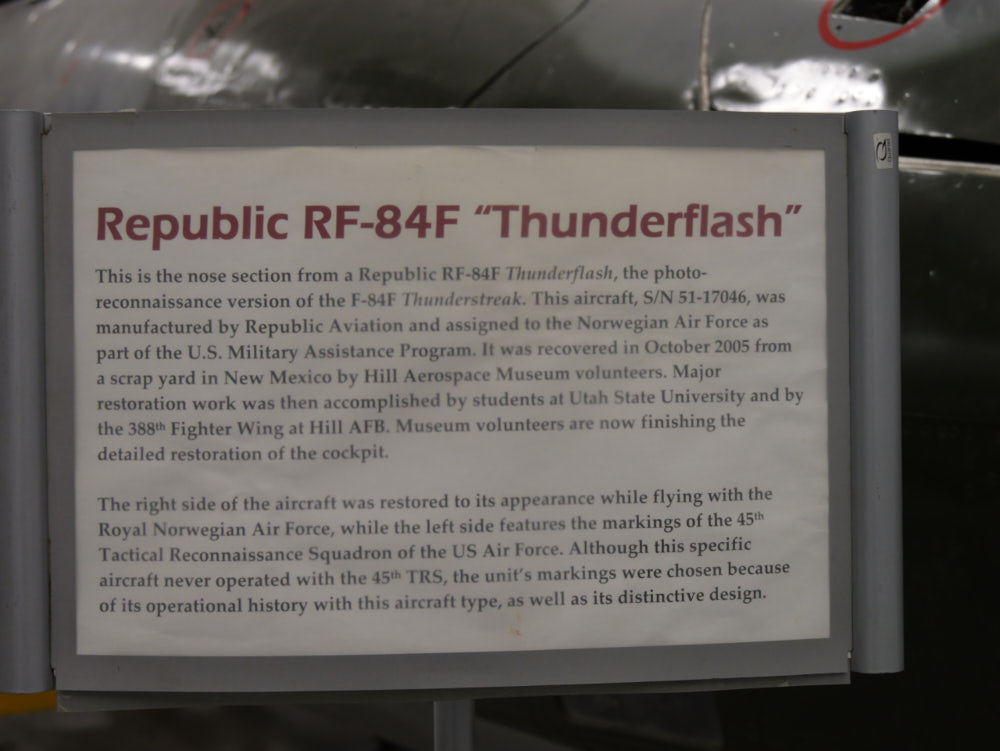 Republic RF-84F “Thunderflash”
This is the nose section from a Republic RF-84F Thunderflash, the photo-
reconnaissance version of the F-84F Thunderstreak. This aircraft, S/N 51-17046, was
manufactured by Republic Aviation and assigned to the Norwegian Air Force as
part of the U.S. Military Assistance Program. It was recovered in October 2005 from
a scrap yard in New Mexico by Hill Aerospace Museum volunteers. Major
restoration work was then accomplished by students at Utah State University and by
the 388th Fighter Wing at Hill AFB. Museum volunteers are now finishing the
detailed restoration of the cockpit.
The right side of the aircraft was restored to its appearance while flying with the
Royal Norwegian Air Force, while the left side features the markings of the 45th
Tactical Reconnaissance Squadron of the US Air Force. Although this specific
aircraft never operated with the 45th TRS, the unit’s markings were chosen because
of its operational history with this aircraft type, as well as its distinctive design.